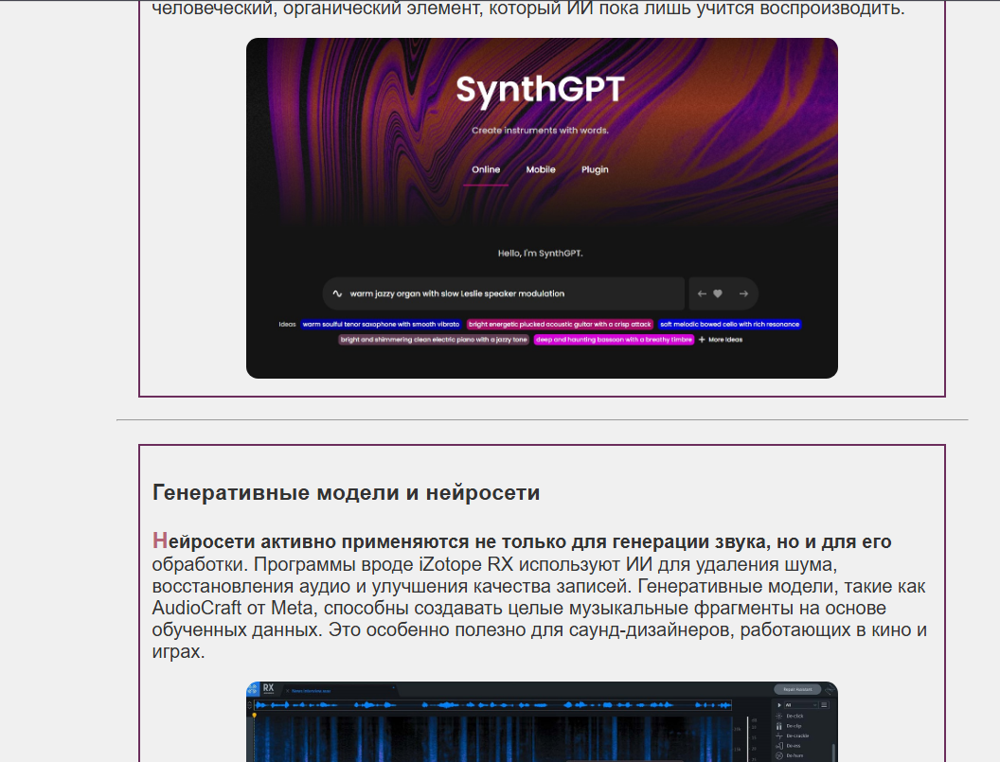 человеческий, органический элемент, который ИИ пока лишь учится воспроизводить.
SynthGPT
Create instruments with words.
Online Mobile Plugin
Hello, I'm SynthGPT.
warm jazzy organ with slow Leslie speaker modulation
Ideas warm soulful tenor saxophone with smooth vibrato bright energetic plucked acoustic guitar with a crisp attack soft melodic bowed cello with rich resonance
bright and shimmering clean electric piano with a jazzy tone deep and haunting bassoon with a breathy timbre + More Ideas
Генеративные модели и нейросети
Нейросети активно применяются не только для генерации звука, но и для его
обработки. Программы вроде iZotope RX используют ИИ для удаления шума,
восстановления аудио и улучшения качества записей. Генеративные модели, такие как
AudioCraft от Meta, способны создавать целые музыкальные фрагменты на основе
обученных данных. Это особенно полезно для саунд-дизайнеров, работающих в кино и
играх.
RX
Repair Assistant
All
De-click
De-clip
De-crackle
De-ess
De-hum